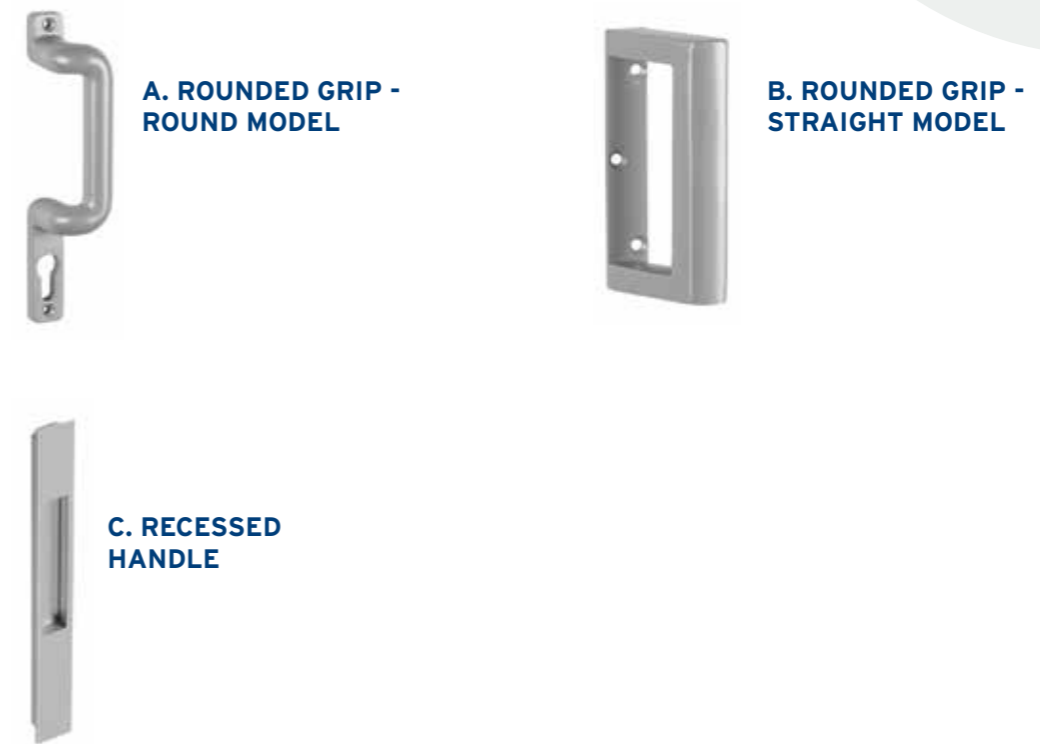 A. ROUNDED GRIP -
ROUND MODEL
B. ROUNDED GRIP -
STRAIGHT MODEL
C. RECESSED
HANDLE